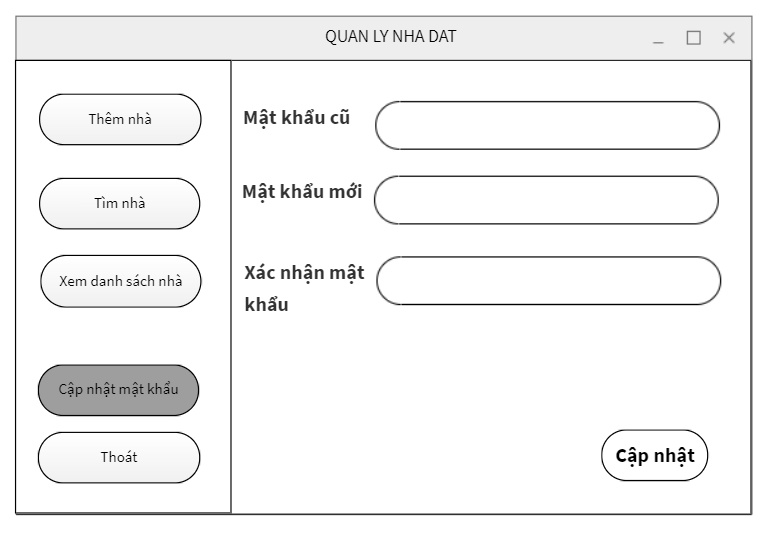 QUAN LY NHA DAT
Thêm nhà
Tìm nhà
Xem danh sách nhà
Cập nhật mật khẩu
Thoát
Mật khẩu cũ
Mật khẩu mới
Xác nhận mật
khẩu
Cập nhật